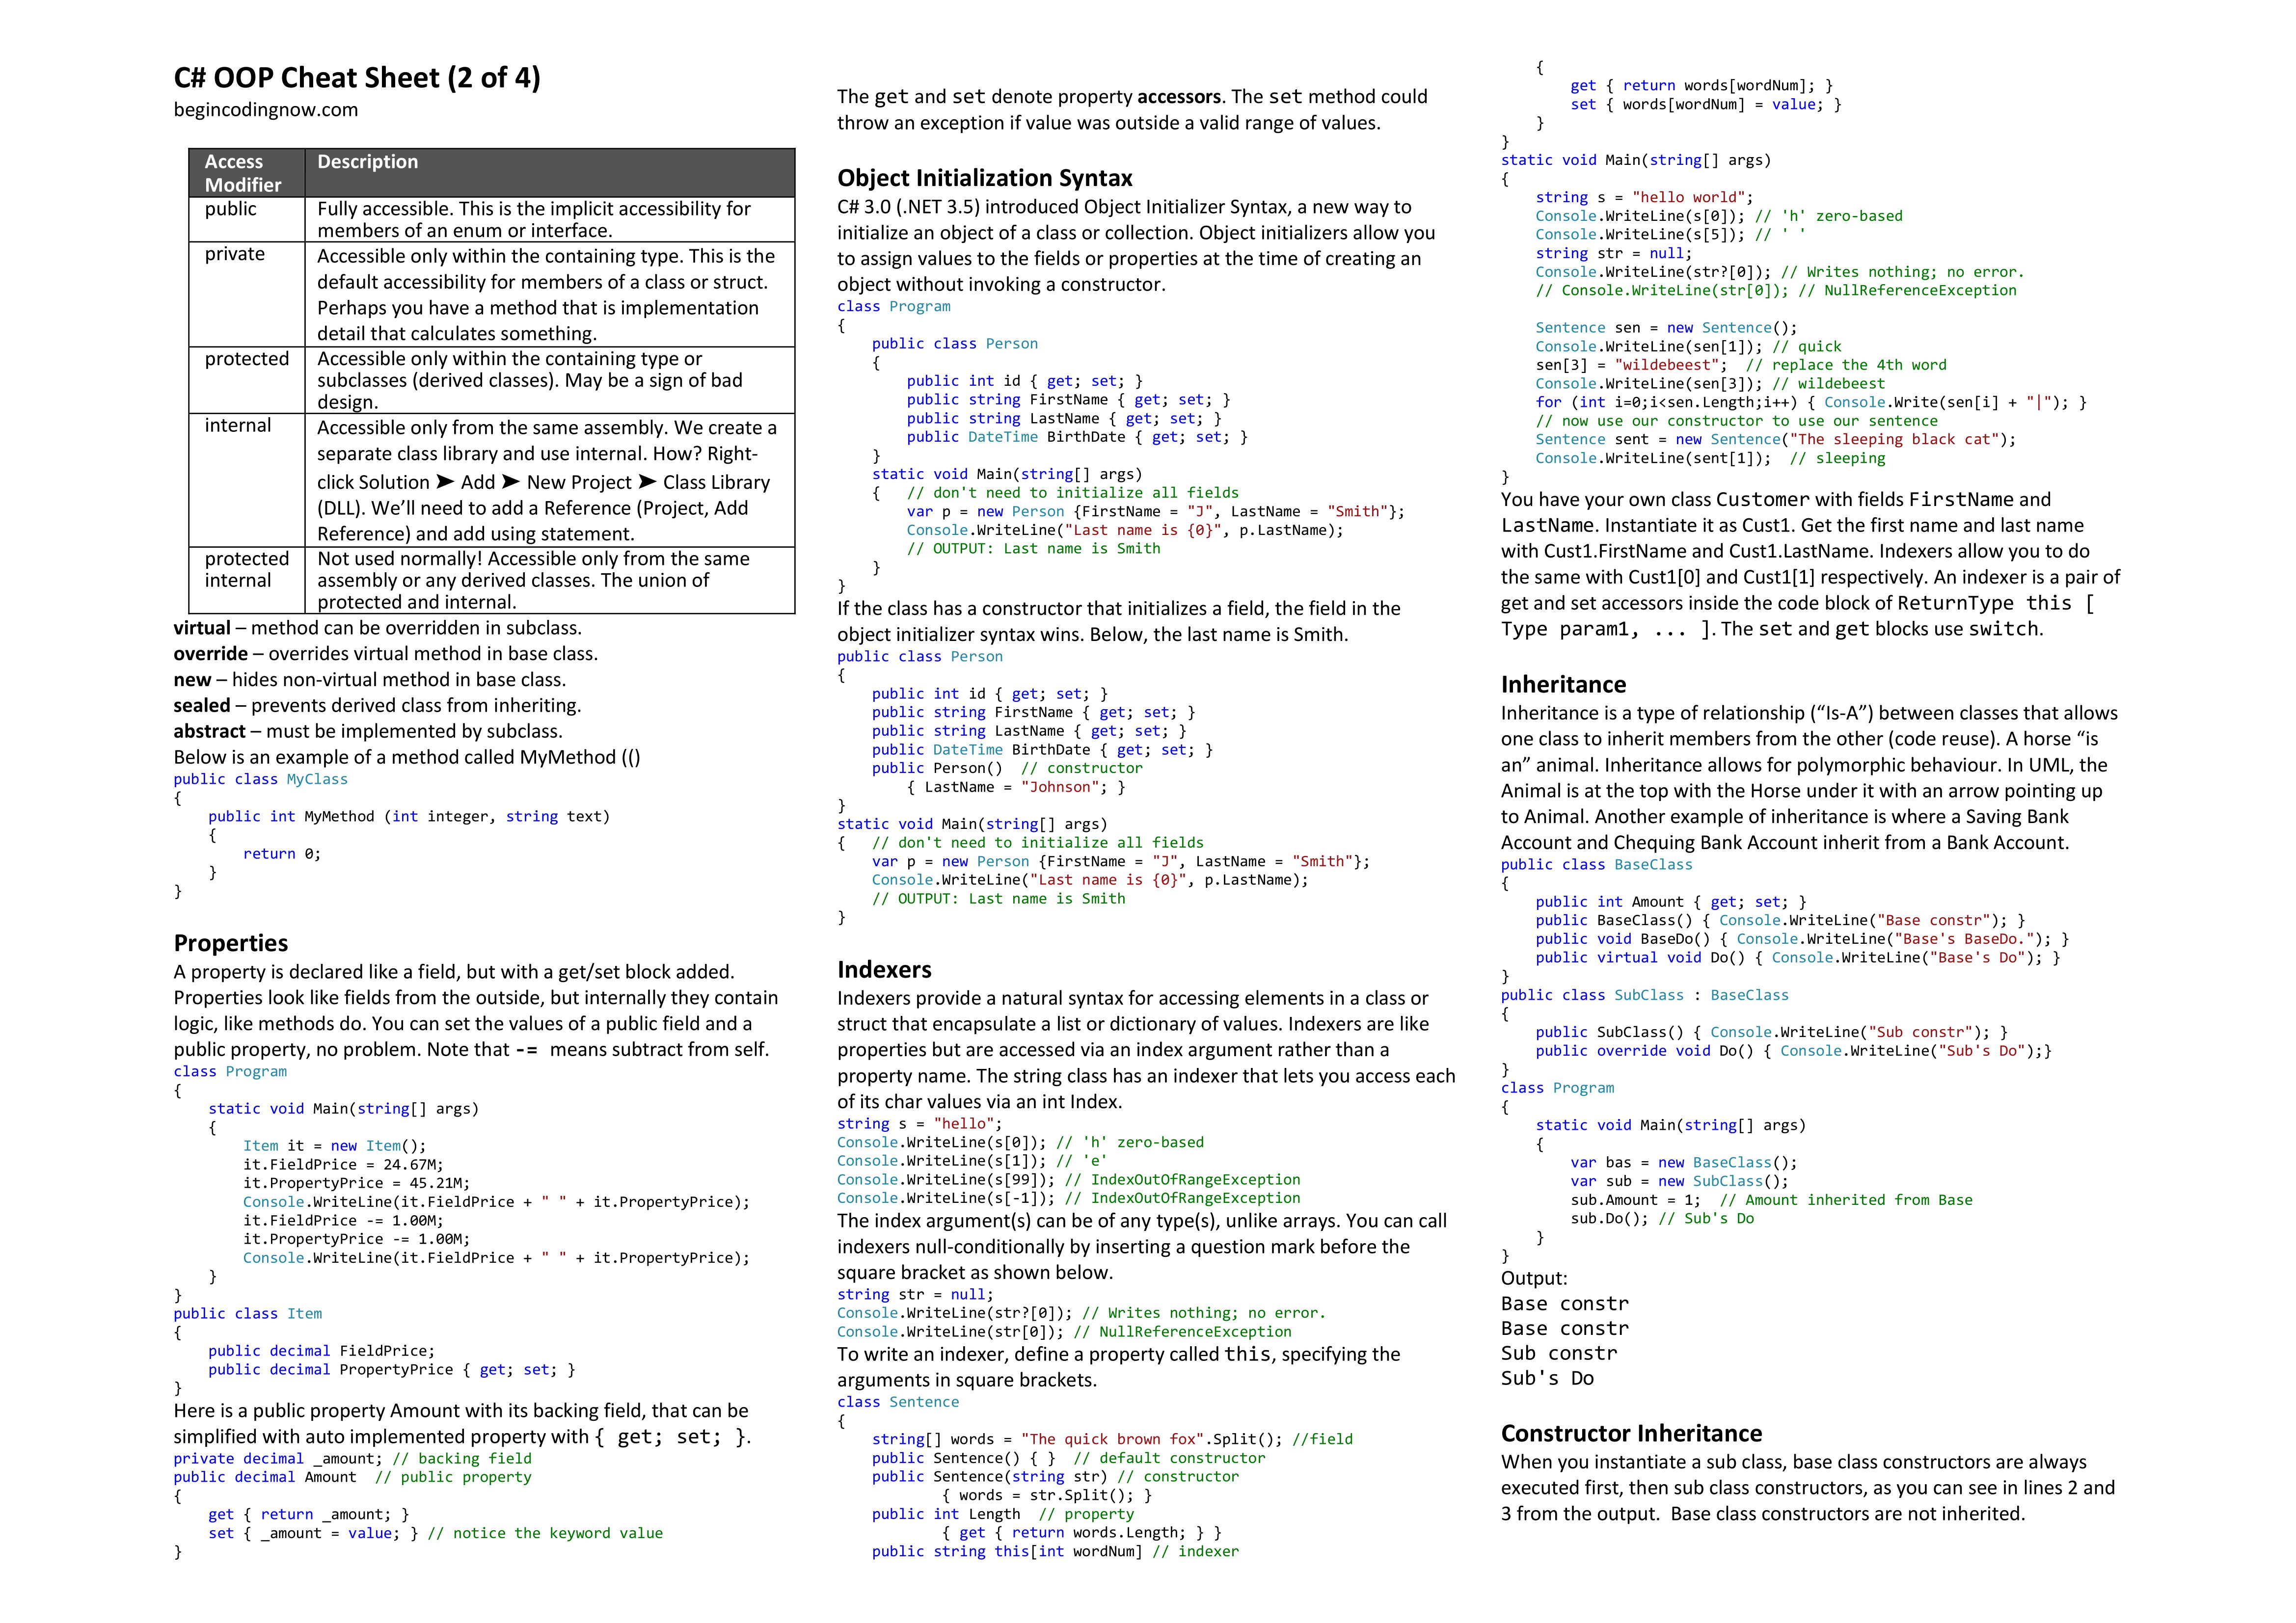 C# OOP Cheat Sheet (2 of 4)
begincodingnow.com
Access Modifier	Description
public	Fully accessible. This is the implicit accessibility for
members of an enum or interface.
private	Accessible only within the containing type. This is the
default accessibility for members of a class or struct.
Perhaps you have a method that is implementation
detail that calculates something.
protected	Accessible only within the containing type or
subclasses (derived classes). May be a sign of bad
design.
internal	Accessible only from the same assembly. We create a
separate class library and use internal. How? Right-
click Solution ➤ Add ➤ New Project ➤ Class Library
(DLL). We’ll need to add a Reference (Project, Add
Reference) and add using statement.
protected internal	Not used normally! Accessible only from the same
assembly or any derived classes. The union of
protected and internal.
virtual – method can be overridden in subclass.
override – overrides virtual method in base class.
new – hides non-virtual method in base class.
sealed – prevents derived class from inheriting.
abstract – must be implemented by subclass.
Below is an example of a method called MyMethod (()
public class MyClass
{
    public int MyMethod (int integer, string text)
    {
        return 0;
    }
}
Properties
A property is declared like a field, but with a get/set block added.
Properties look like fields from the outside, but internally they contain
logic, like methods do. You can set the values of a public field and a
public property, no problem. Note that -= means subtract from self.
class Program
{
    static void Main(string[] args)
    {
        Item it = new Item();
        it.FieldPrice = 24.67M;
        it.PropertyPrice = 45.21M;
        Console.WriteLine(it.FieldPrice + " " + it.PropertyPrice);
        it.FieldPrice -= 1.00M;
        it.PropertyPrice -= 1.00M;
        Console.WriteLine(it.FieldPrice + " " + it.PropertyPrice);
    }
}
public class Item
{
    public decimal FieldPrice;
    public decimal PropertyPrice { get; set; }
}
Here is a public property Amount with its backing field, that can be
simplified with auto implemented property with { get; set; }.
private decimal _amount; // backing field
public decimal Amount  // public property
{
    get { return _amount; }
    set { _amount = value; } // notice the keyword value
}
The get and set denote property accessors. The set method could
throw an exception if value was outside a valid range of values.
Object Initialization Syntax
C# 3.0 (.NET 3.5) introduced Object Initializer Syntax, a new way to
initialize an object of a class or collection. Object initializers allow you
to assign values to the fields or properties at the time of creating an
object without invoking a constructor.
class Program
{
    public class Person
    {
        public int id { get; set; }
        public string FirstName { get; set; }
        public string LastName { get; set; }
        public DateTime BirthDate { get; set; }
    }
    static void Main(string[] args)
    {   // don't need to initialize all fields
        var p = new Person {FirstName = "J", LastName = "Smith"};
        Console.WriteLine("Last name is {0}", p.LastName);
        // OUTPUT: Last name is Smith
    }
}
If the class has a constructor that initializes a field, the field in the
object initializer syntax wins. Below, the last name is Smith.
public class Person
{
    public int id { get; set; }
    public string FirstName { get; set; }
    public string LastName { get; set; }
    public DateTime BirthDate { get; set; }
    public Person()  // constructor
        { LastName = "Johnson"; }
}
static void Main(string[] args)
{   // don't need to initialize all fields
    var p = new Person {FirstName = "J", LastName = "Smith"};
    Console.WriteLine("Last name is {0}", p.LastName);
    // OUTPUT: Last name is Smith
}
Indexers
Indexers provide a natural syntax for accessing elements in a class or
struct that encapsulate a list or dictionary of values. Indexers are like
properties but are accessed via an index argument rather than a
property name. The string class has an indexer that lets you access each
of its char values via an int Index.
string s = "hello";
Console.WriteLine(s[0]); // 'h' zero-based
Console.WriteLine(s[1]); // 'e'
Console.WriteLine(s[99]); // IndexOutOfRangeException
Console.WriteLine(s[-1]); // IndexOutOfRangeException
The index argument(s) can be of any type(s), unlike arrays. You can call
indexers null-conditionally by inserting a question mark before the
square bracket as shown below.
string str = null;
Console.WriteLine(str?[0]); // Writes nothing; no error.
Console.WriteLine(str[0]); // NullReferenceException
To write an indexer, define a property called this, specifying the
arguments in square brackets.
class Sentence
{
    string[] words = "The quick brown fox".Split(); //field
    public Sentence() { }  // default constructor
    public Sentence(string str) // constructor
            { words = str.Split(); }
    public int Length  // property
            { get { return words.Length; } }
    public string this[int wordNum] // indexer
    {
        get { return words[wordNum]; }
        set { words[wordNum] = value; }
    }
}
static void Main(string[] args)
{
    string s = "hello world";
    Console.WriteLine(s[0]); // 'h' zero-based
    Console.WriteLine(s[5]); // ' '
    string str = null;
    Console.WriteLine(str?[0]); // Writes nothing; no error.
    // Console.WriteLine(str[0]); // NullReferenceException
    Sentence sen = new Sentence();
    Console.WriteLine(sen[1]); // quick
    sen[3] = "wildebeest";  // replace the 4th word
    Console.WriteLine(sen[3]); // wildebeest
    for (int i=0;i<sen.Length;i++) { Console.Write(sen[i] + "|"); }
    // now use our constructor to use our sentence
    Sentence sent = new Sentence("The sleeping black cat");
    Console.WriteLine(sent[1]);  // sleeping
}
You have your own class Customer with fields FirstName and
LastName. Instantiate it as Cust1. Get the first name and last name
with Cust1.FirstName and Cust1.LastName. Indexers allow you to do
the same with Cust1[0] and Cust1[1] respectively. An indexer is a pair of
get and set accessors inside the code block of ReturnType this [
Type param1, ... ]. The set and get blocks use switch.
Inheritance
Inheritance is a type of relationship (“Is-A”) between classes that allows
one class to inherit members from the other (code reuse). A horse “is
an” animal. Inheritance allows for polymorphic behaviour. In UML, the
Animal is at the top with the Horse under it with an arrow pointing up
to Animal. Another example of inheritance is where a Saving Bank
Account and Chequing Bank Account inherit from a Bank Account.
public class BaseClass
{
    public int Amount { get; set; }
    public BaseClass() { Console.WriteLine("Base constr"); }
    public void BaseDo() { Console.WriteLine("Base's BaseDo."); }
    public virtual void Do() { Console.WriteLine("Base's Do"); }
}
public class SubClass : BaseClass
{
    public SubClass() { Console.WriteLine("Sub constr"); }
    public override void Do() { Console.WriteLine("Sub's Do");}
}
class Program
{
    static void Main(string[] args)
    {
        var bas = new BaseClass();
        var sub = new SubClass();
        sub.Amount = 1;  // Amount inherited from Base
        sub.Do(); // Sub's Do
    }
}
Output:
Base constr
Base constr
Sub constr
Sub's Do
Constructor Inheritance
When you instantiate a sub class, base class constructors are always
executed first, then sub class constructors, as you can see in lines 2 and
3 from the output.  Base class constructors are not inherited.